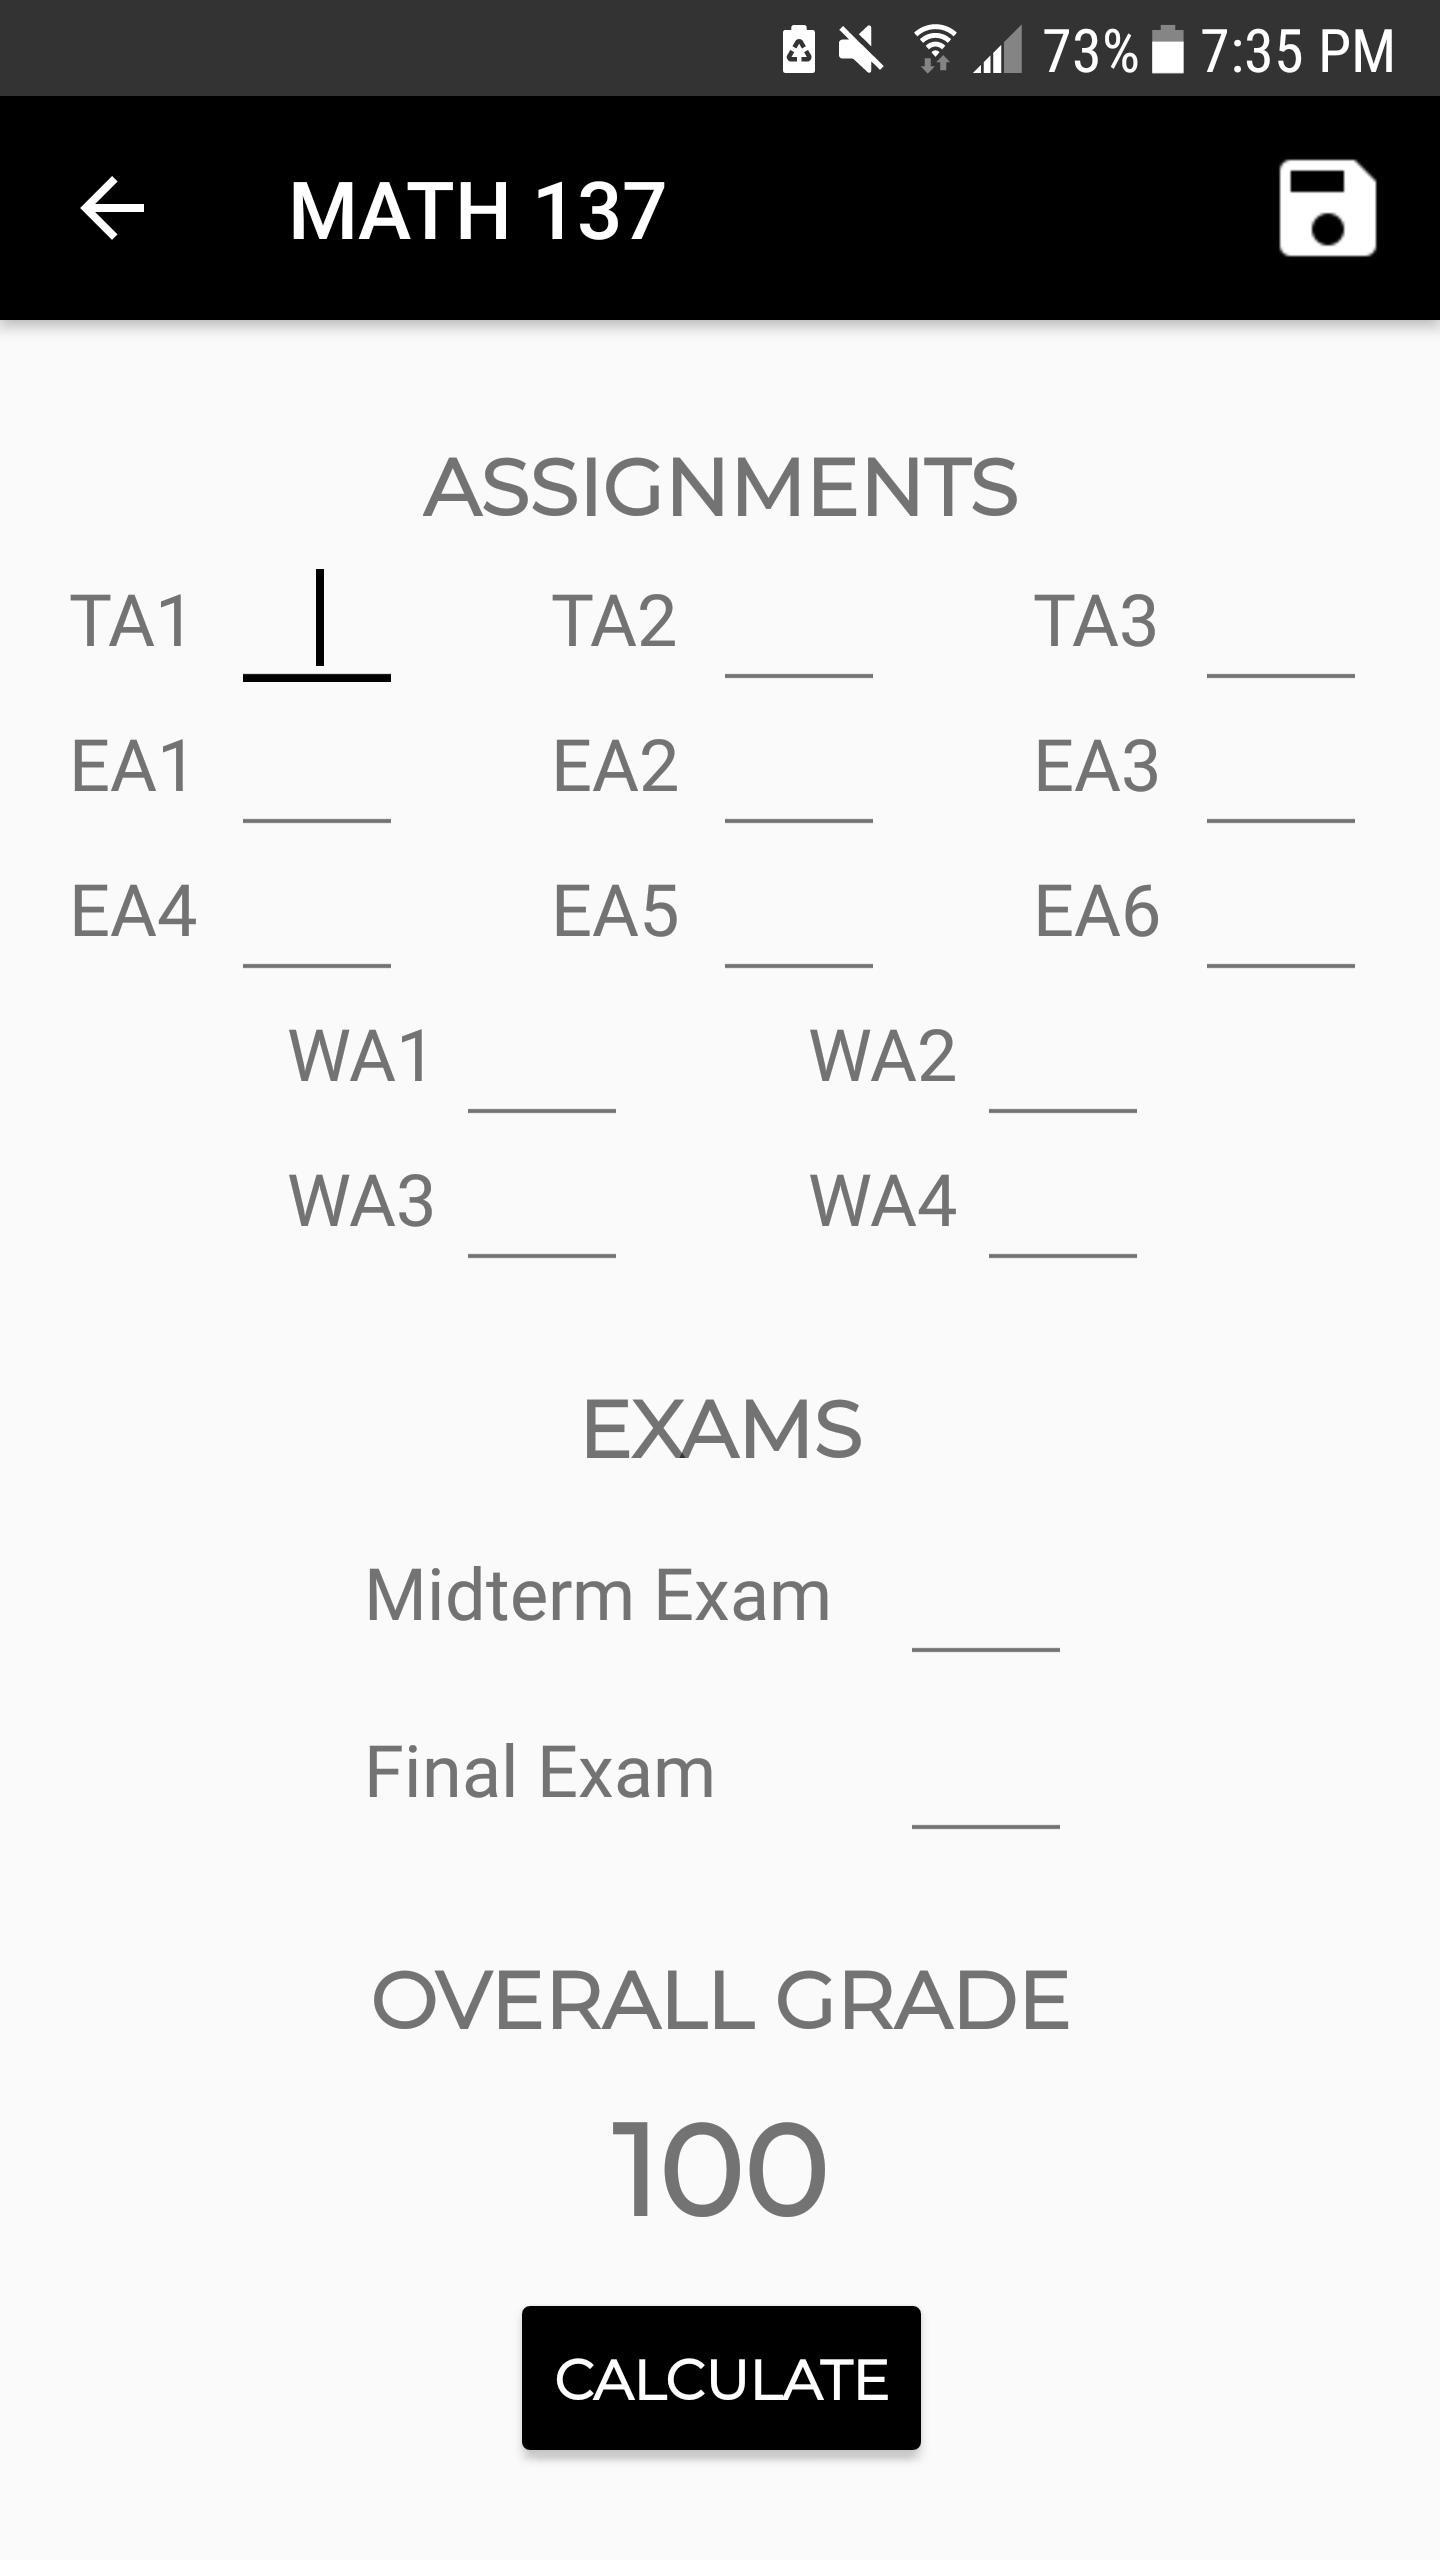 73% 7:35 PM
MATH 137
ASSIGNMENTS
TA1 TA2 TA3
EA1 EA2 EA3
EA4 EA5 EA6
WA1 WA2
WA3 WA4
EXAMS
Midterm Exam
Final Exam
OVERALL GRADE
100
CALCULATE